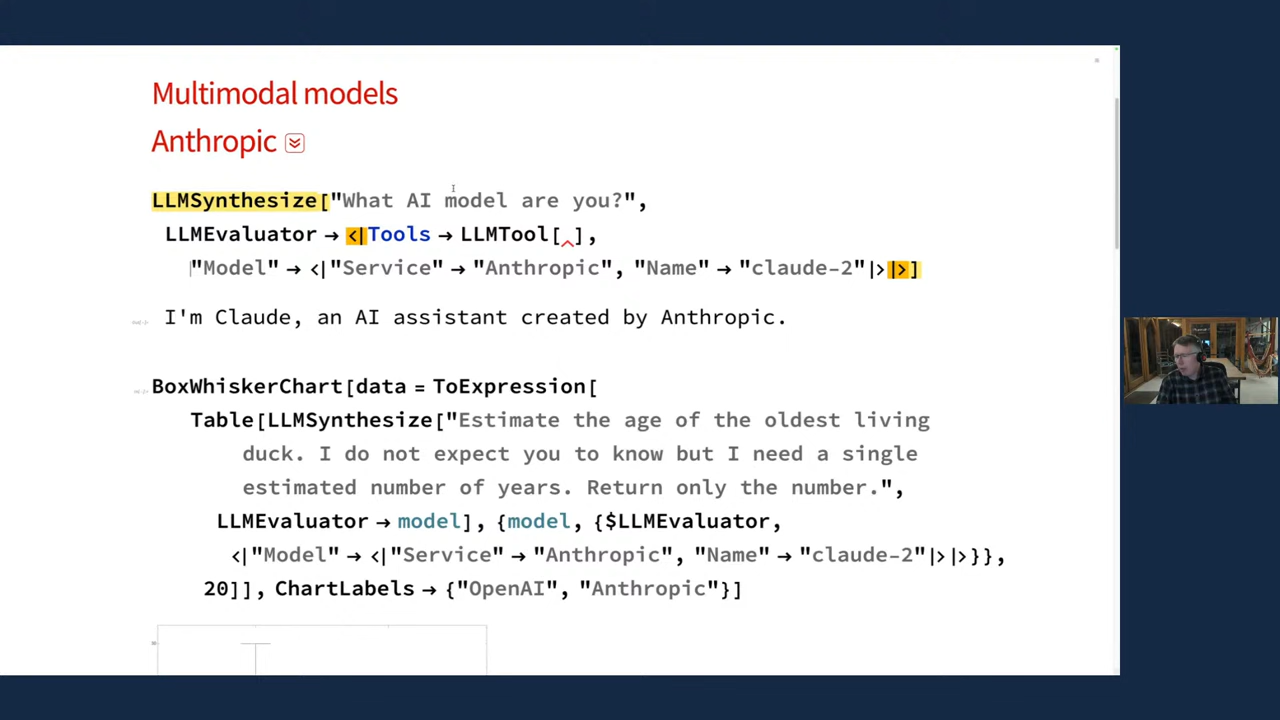 Multimodal models
Anthropic
LLMSynthesize["What AI model are you?",
LLMEvaluator → <|Tools → LLMTool[ ],
"Model" → <|"Service" → "Anthropic", "Name" → "claude-2"|>|>]
I'm Claude, an AI assistant created by Anthropic.
BoxWhiskerChart[data = ToExpression[
Table[LLMSynthesize["Estimate the age of the oldest living
duck. I do not expect you to know but I need a single
estimated number of years. Return only the number.",
LLMEvaluator → model], {model, {$LLMEvaluator,
<|"Model" → <|"Service" → "Anthropic", "Name" → "claude-2"|>|>}},
20]], ChartLabels → {"OpenAI", "Anthropic"}]